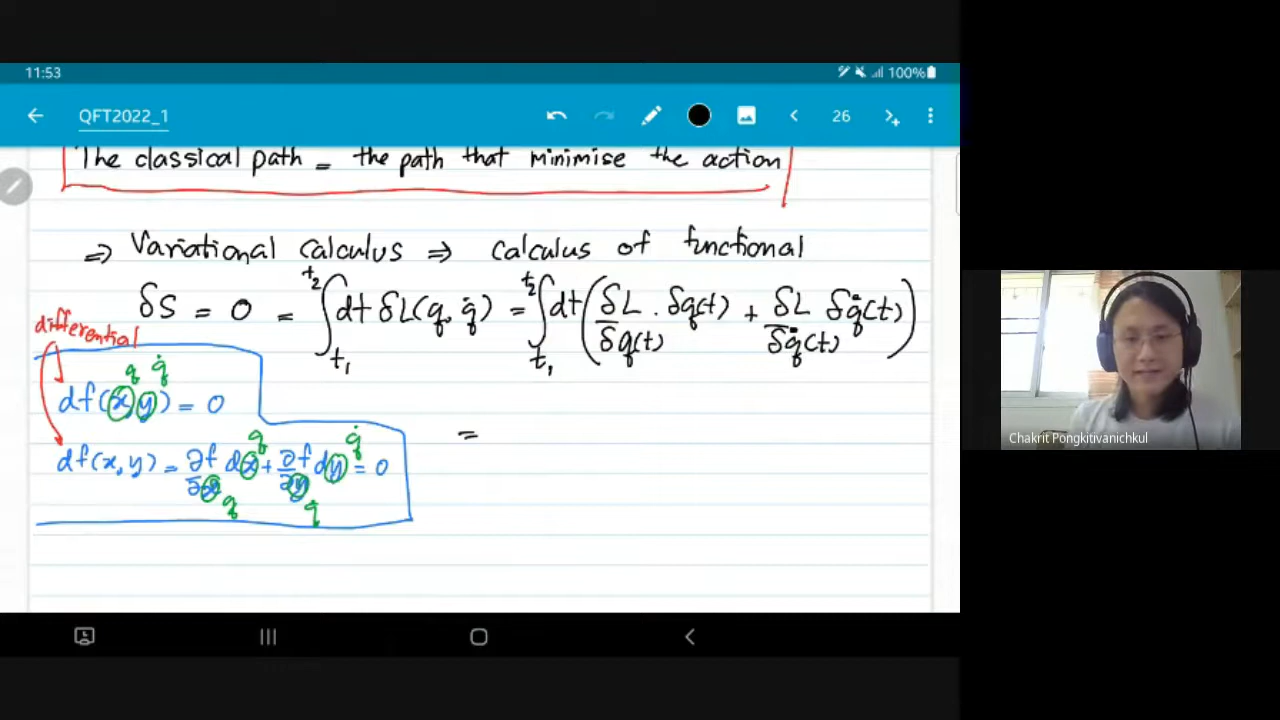 11:53
100%
QFT2022_1
26
The classical path = the path that minimise the action
⇒ Variational calculus ⇒ calculus of functional
δS = 0 = ∫_{t₁}^{t₂} dt δL(q, q̇) = ∫_{t₁}^{t₂} dt (δL/δq(t) · δq(t) + δL/δq̇(t) δq̇(t))
differential
q q̇
df(x, y) = 0
=
q q̇
df(x, y) = ∂f/∂x dx + ∂f/∂y dy = 0
q q̇
Chakrit Pongkitivanichkul